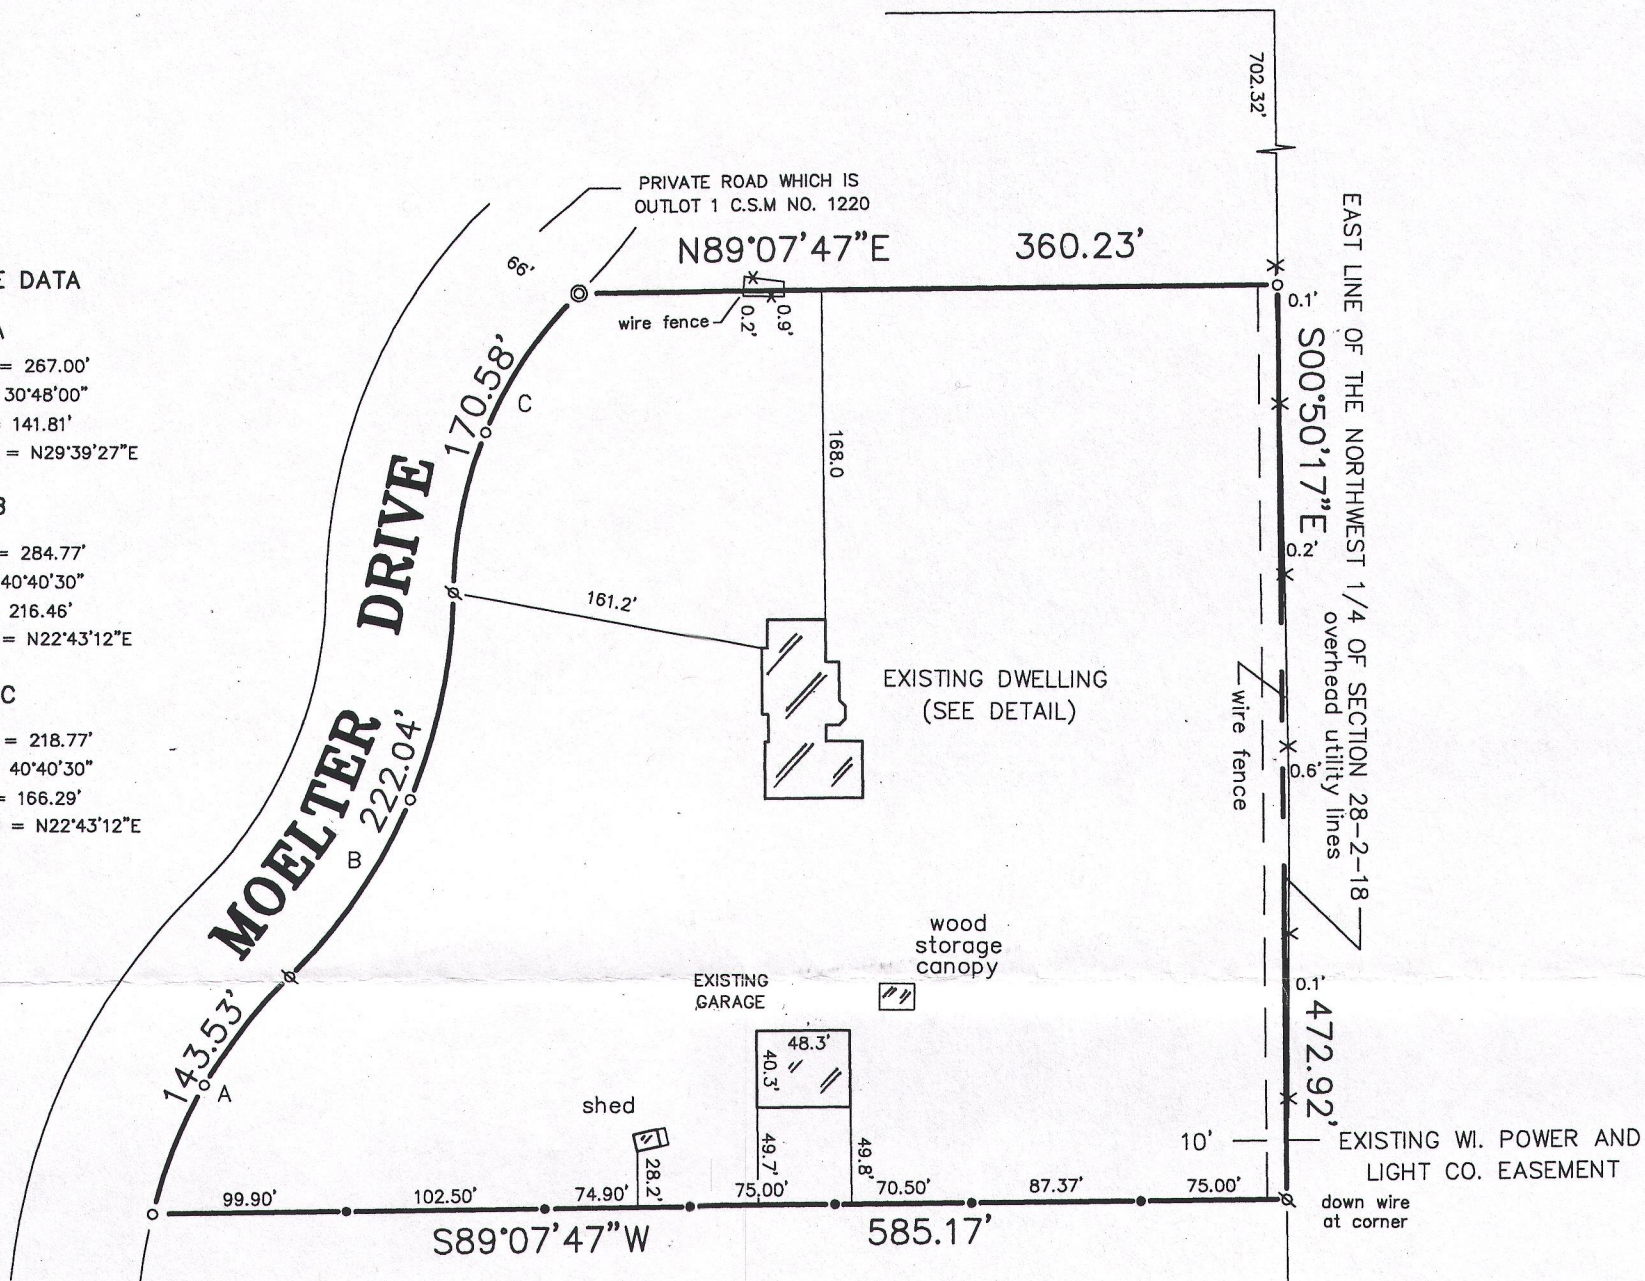 702.32'
PRIVATE ROAD WHICH IS
OUTLOT 1 C.S.M NO. 1220
66'
N89°07'47"E 360.23'
wire fence
0.2'
0.9'
0.1'
S00°50'17"E
472.92'
EAST LINE OF THE NORTHWEST 1/4 OF SECTION 28-2-18
overhead utility lines
wire fence
0.2'
0.6'
0.1'
DATA
= 267.00'
30°48'00"
141.81'
= N29°39'27"E
B
= 284.77'
40°40'30"
216.46'
= N22°43'12"E
C
= 218.77'
40°40'30"
= 166.29'
= N22°43'12"E
170.58'
C
MOELTER DRIVE
168.0
161.2'
EXISTING DWELLING
(SEE DETAIL)
222.04'
B
wood
storage
canopy
EXISTING
GARAGE
48.3'
40.3'
143.53'
A
shed
28.2'
49.7'
49.8'
10'
EXISTING WI. POWER AND
LIGHT CO. EASEMENT
99.90' 102.50' 74.90' 75.00' 70.50' 87.37' 75.00'
down wire
at corner
S89°07'47"W 585.17'